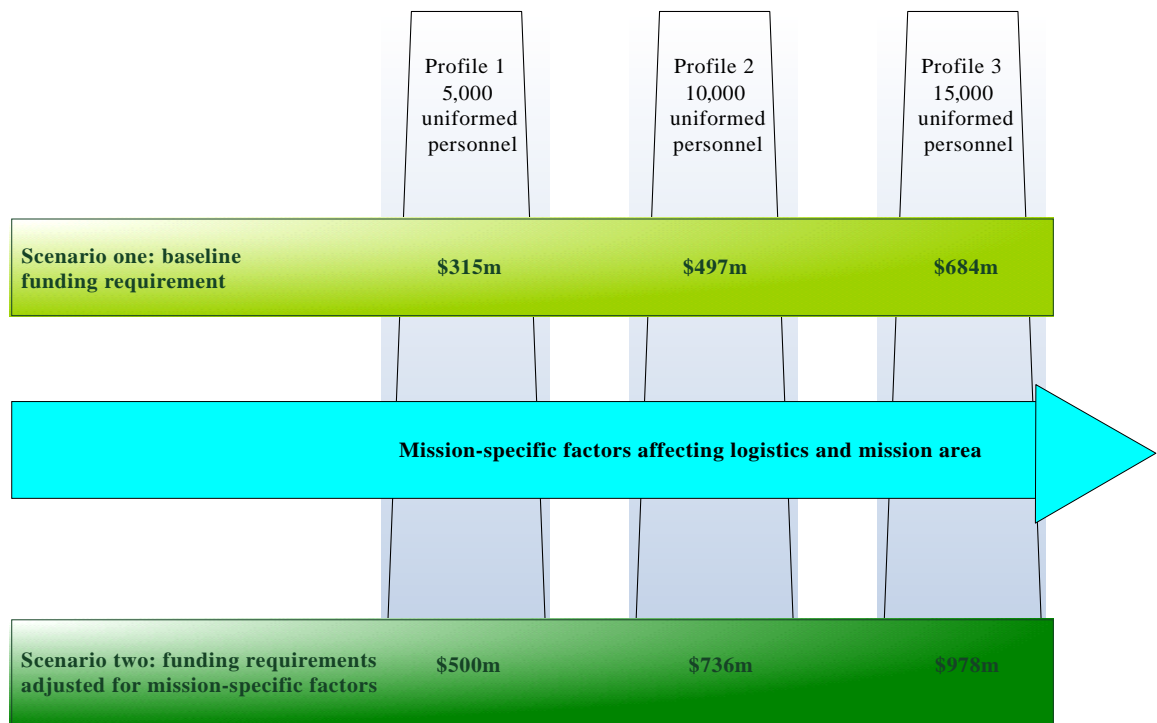 Profile 1
5,000
uniformed
personnel
Profile 2
10,000
uniformed
personnel
Profile 3
15,000
uniformed
personnel
Scenario one: baseline
funding requirement
$315m
$497m
$684m
Mission-specific factors affecting logistics and mission area
Scenario two: funding requirements
adjusted for mission-specific factors
$500m
$736m
$978m